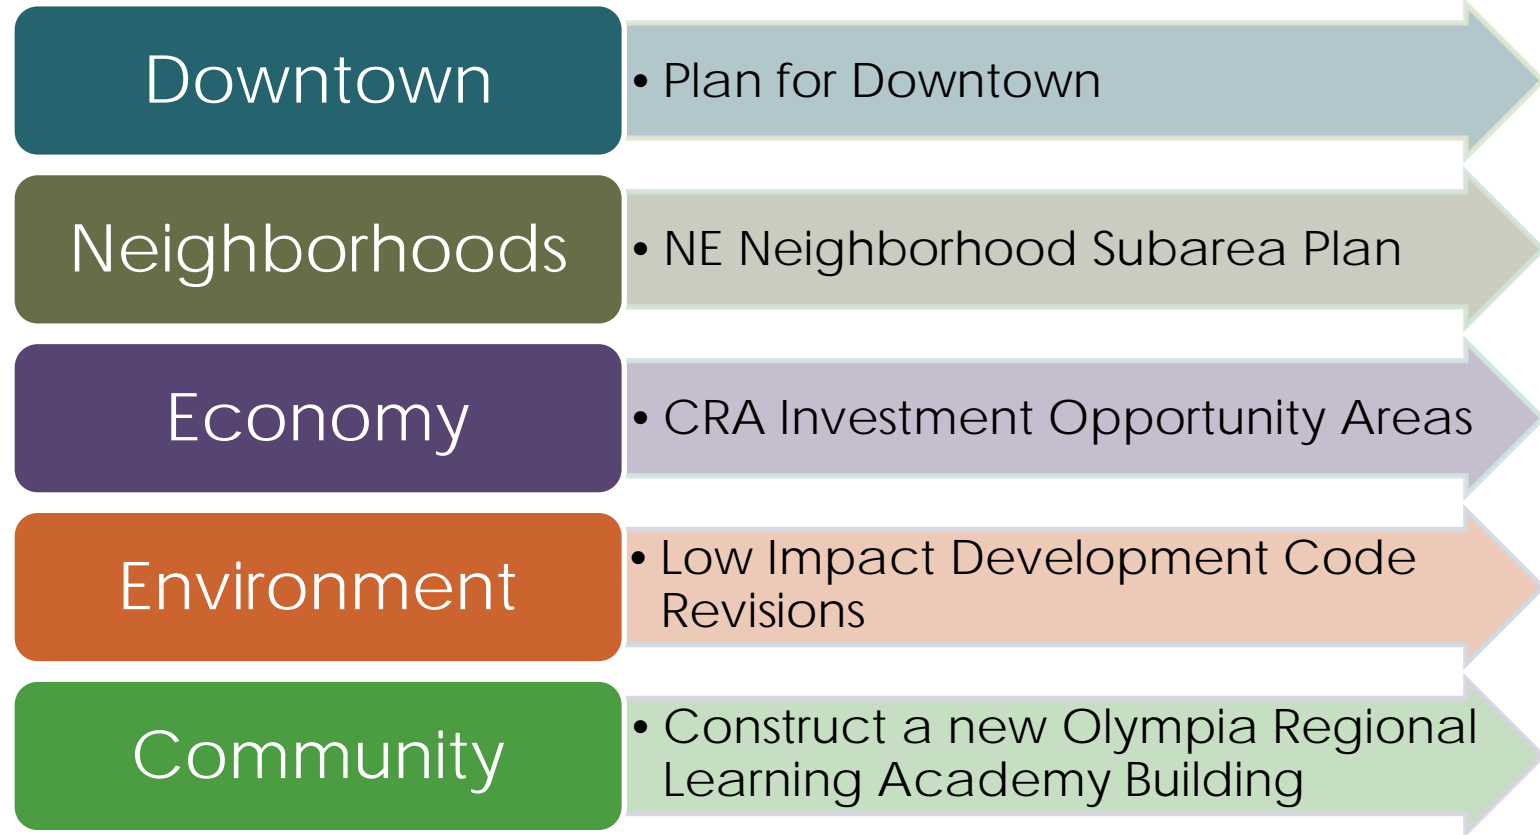 Downtown
• Plan for Downtown
Neighborhoods
• NE Neighborhood Subarea Plan
Economy
• CRA Investment Opportunity Areas
Environment
• Low Impact Development Code
Revisions
Community
• Construct a new Olympia Regional
Learning Academy Building